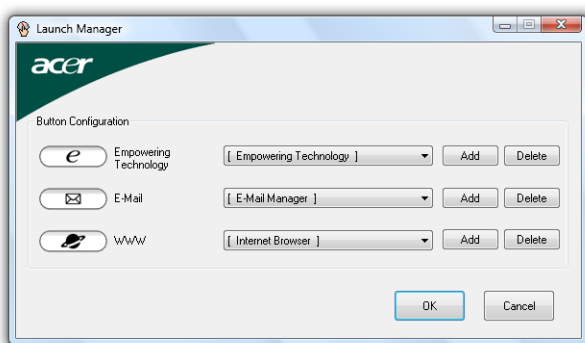 Launch Manager
acer
Button Configuration
e
Empowering
Technology
[ Empowering Technology ]
Add
Delete
E-Mail
[ E-Mail Manager ]
Add
Delete
WWW
[ Internet Browser ]
Add
Delete
OK
Cancel